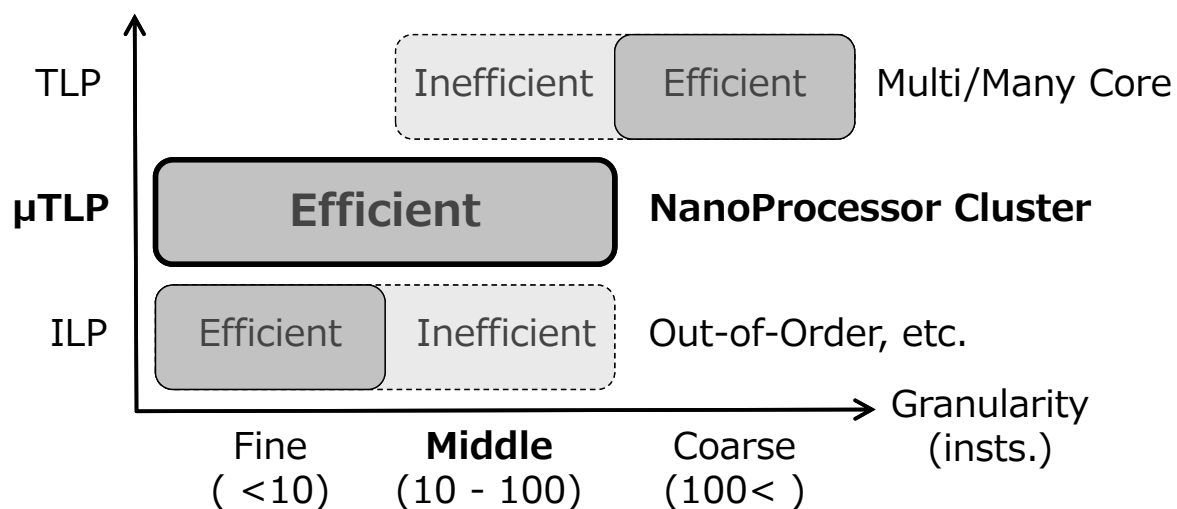 TLP Inefficient Efficient Multi/Many Core
μTLP Efficient NanoProcessor Cluster
ILP Efficient Inefficient Out-of-Order, etc.
Granularity
(insts.)
Fine Middle Coarse
( <10) (10 - 100) (100< )